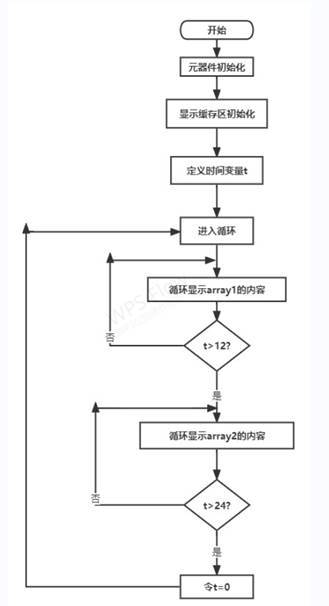 开始
元器件初始化
显示缓存区初始化
定义时间变量t
进入循环
循环显示array1的内容
否
t>12?
是
循环显示array2的内容
否
t>24?
是
令t=0